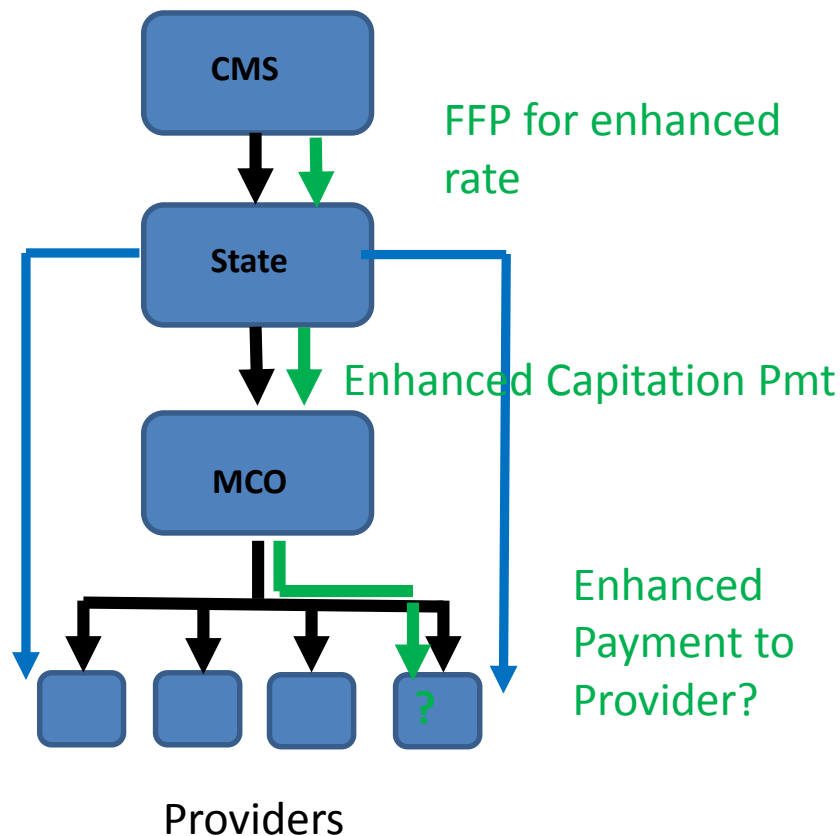 CMS
FFP for enhanced
rate
State
Enhanced Capitation Pmt
MCO
Enhanced
Payment to
Provider?
?
Providers